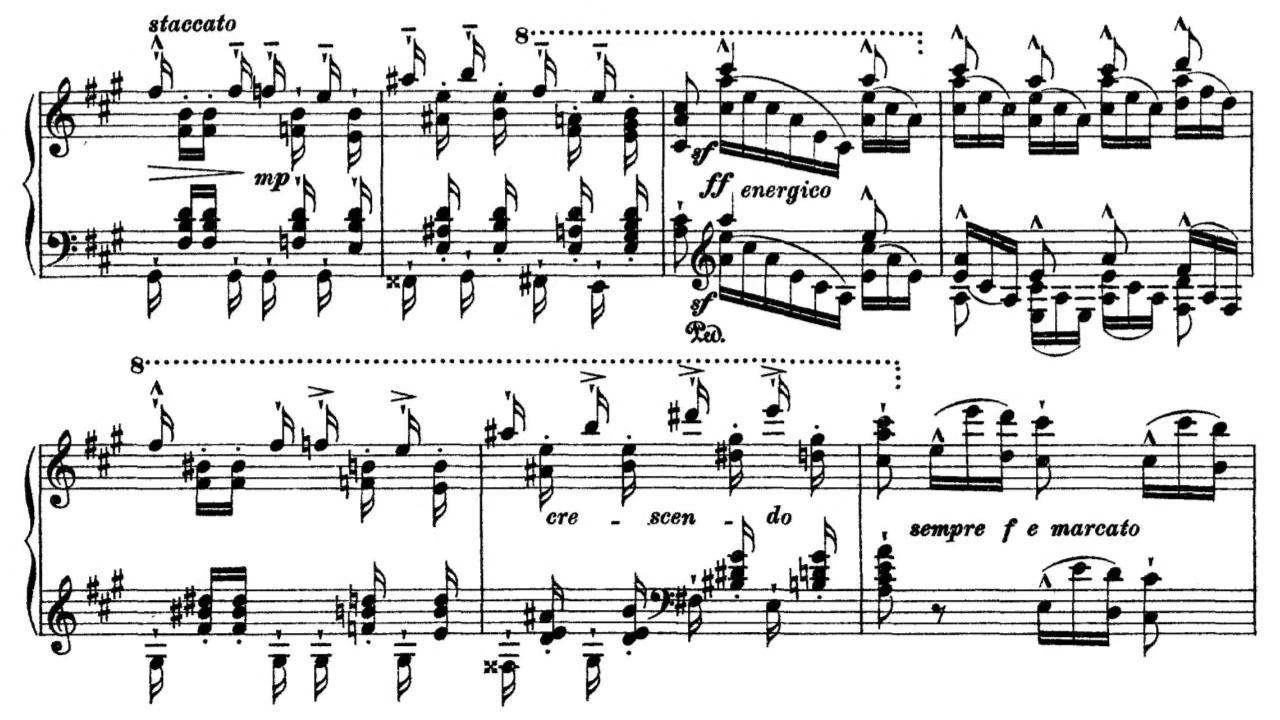 staccato
8
mp
sf
ff energico
sf
Ped.
8
cre - scen - do
sempre f e marcato